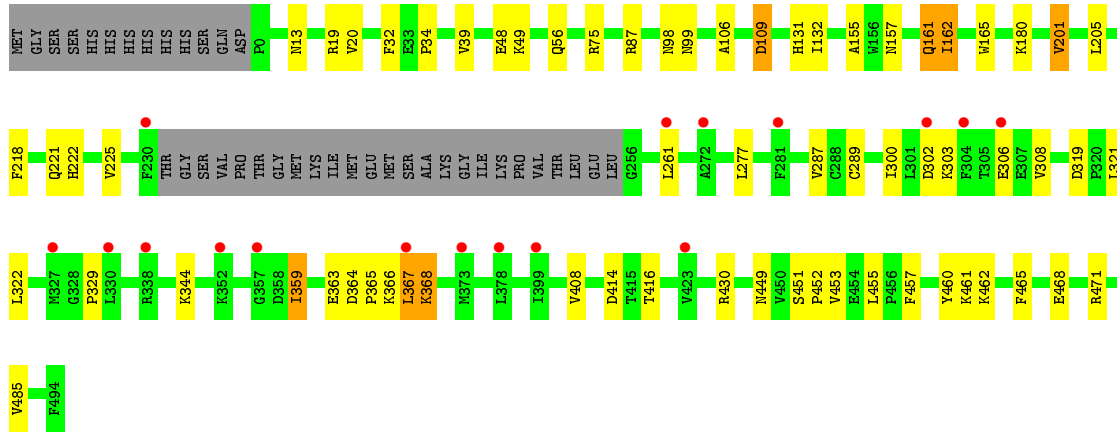 MET GLY SER SER HIS HIS HIS HIS HIS HIS SER GLN ASP P0 N13 R19 V20 F32 E33 P34 V39 E48 K49 Q56 R75 R87 N98 N99 A106 D109 H131 I132 A155 W156 N157 Q161 I162 W165 K180 V201 L205
F218 Q221 H222 V225 F230 THR GLY SER VAL PRO THR GLY MET LYS ILE MET GLU MET SER ALA LYS GLY ILE LYS PRO VAL THR LEU GLU LEU G256 L261 A272 L277 F281 V287 C288 C289 I300 L301 D302 K303 F304 T305 E306 E307 V308 D319 P320 L321
L322 M327 G328 P329 L330 R338 K344 K352 G357 D358 I359 E363 D364 P365 K366 L367 K368 M373 L378 I399 V408 D414 T415 T416 V423 R430 N449 V450 S451 P452 V453 E454 L455 P456 F457 Y460 K461 K462 F465 E468 R471
V485 F494